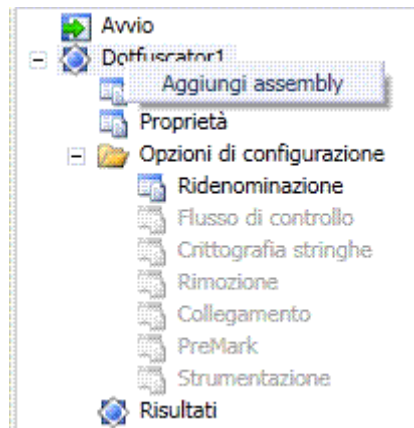 Avvio
Dotfuscator1
Aggiungi assembly
Proprietà
Opzioni di configurazione
Ridenominazione
Flusso di controllo
Crittografia stringhe
Rimozione
Collegamento
PreMark
Strumentazione
Risultati